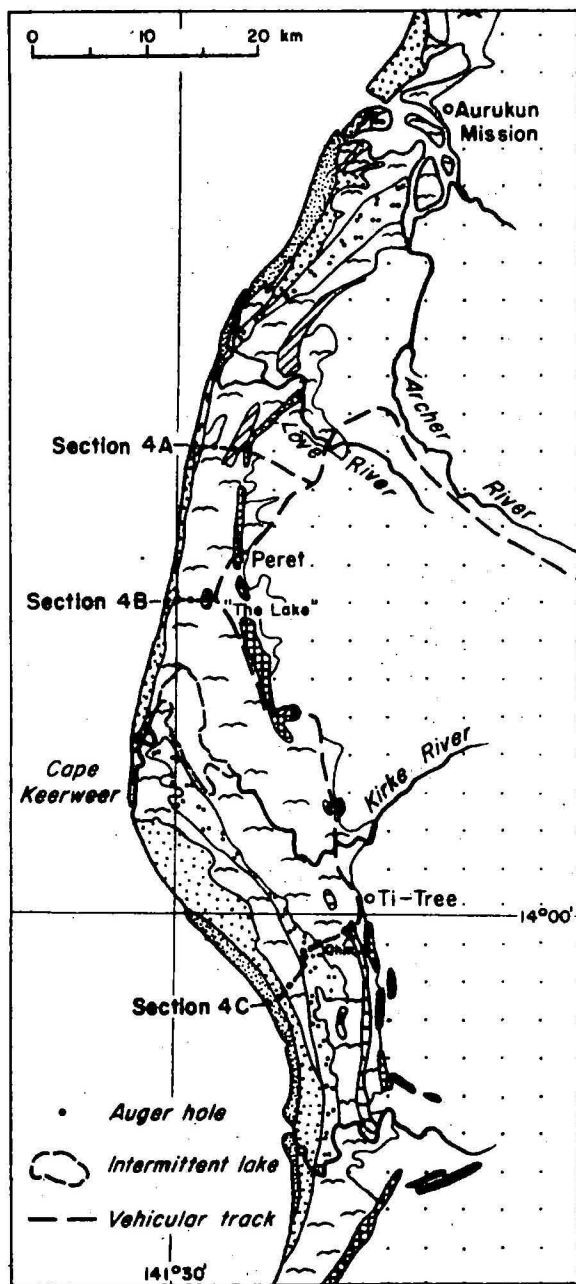 0 10 20 km
Aurukun
Mission
Archer
River
Love
River
Section 4A
Peret
Section 4B
"The Lake"
Cape
Keerweer
Kirke River
Ti-Tree
14°00'
Section 4C
Auger hole
Intermittent lake
Vehicular track
141°30'